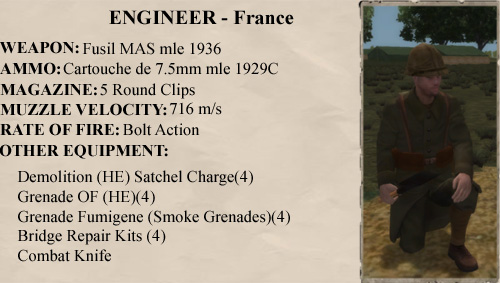 ENGINEER - France
WEAPON: Fusil MAS mle 1936
AMMO: Cartouche de 7.5mm mle 1929C
MAGAZINE: 5 Round Clips
MUZZLE VELOCITY: 716 m/s
RATE OF FIRE: Bolt Action
OTHER EQUIPMENT:
Demolition (HE) Satchel Charge(4)
Grenade OF (HE)(4)
Grenade Fumigene (Smoke Grenades)(4)
Bridge Repair Kits (4)
Combat Knife